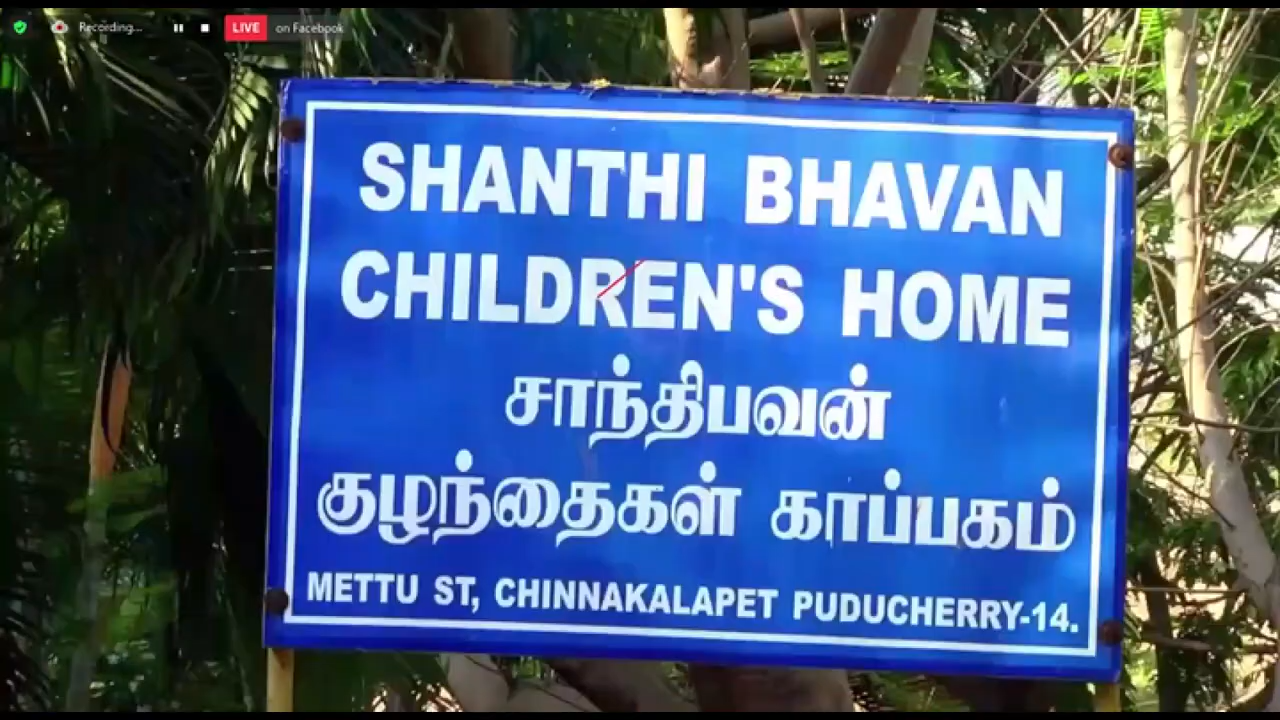 Recording...
LIVE on Facebook
SHANTHI BHAVAN
CHILDREN'S HOME
சாந்திபவன்
குழந்தைகள் காப்பகம்
METTU ST, CHINNAKALAPET PUDUCHERRY-14.